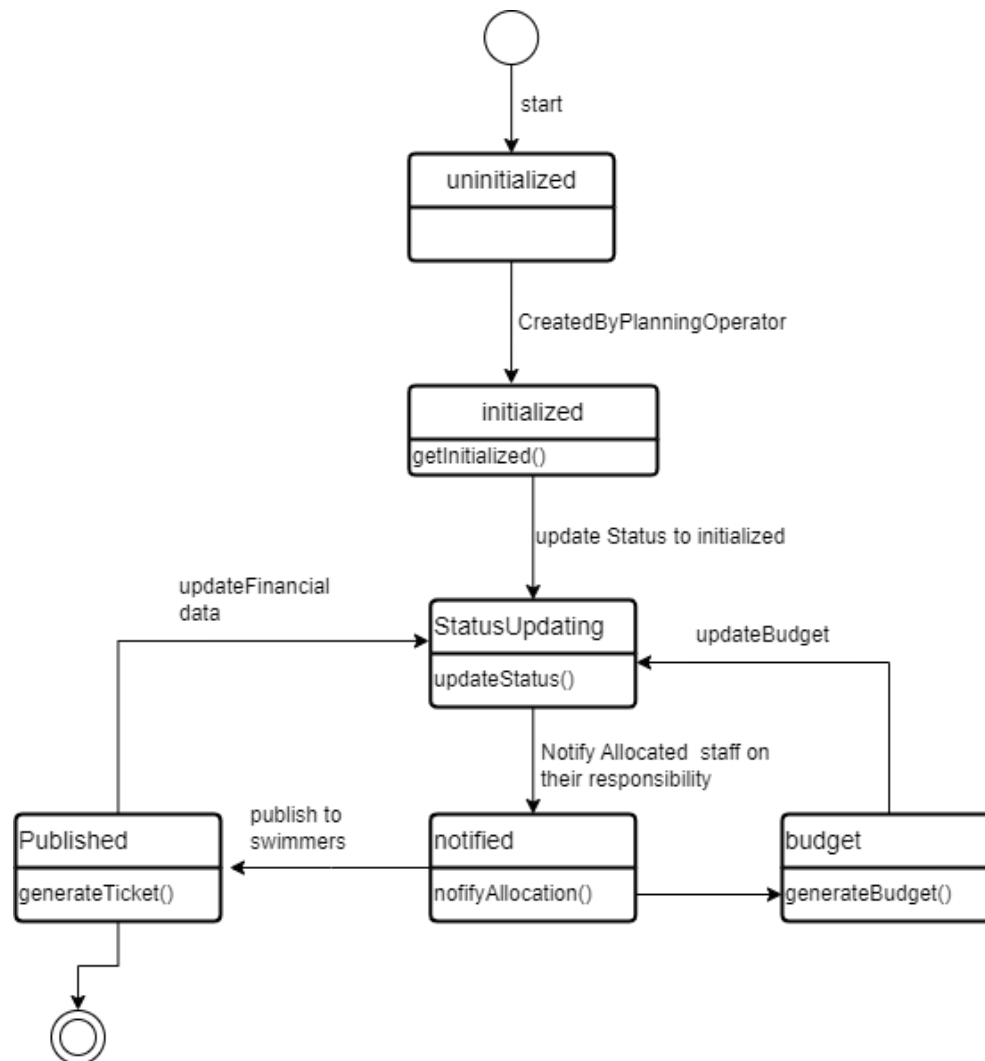 start
uninitialized
CreatedByPlanningOperator
initialized
getInitialized()
update Status to initialized
updateFinancial
data
StatusUpdating
updateStatus()
updateBudget
Notify Allocated  staff on
their responsibility
publish to
swimmers
Published
generateTicket()
notified
nofifyAllocation()
budget
generateBudget()